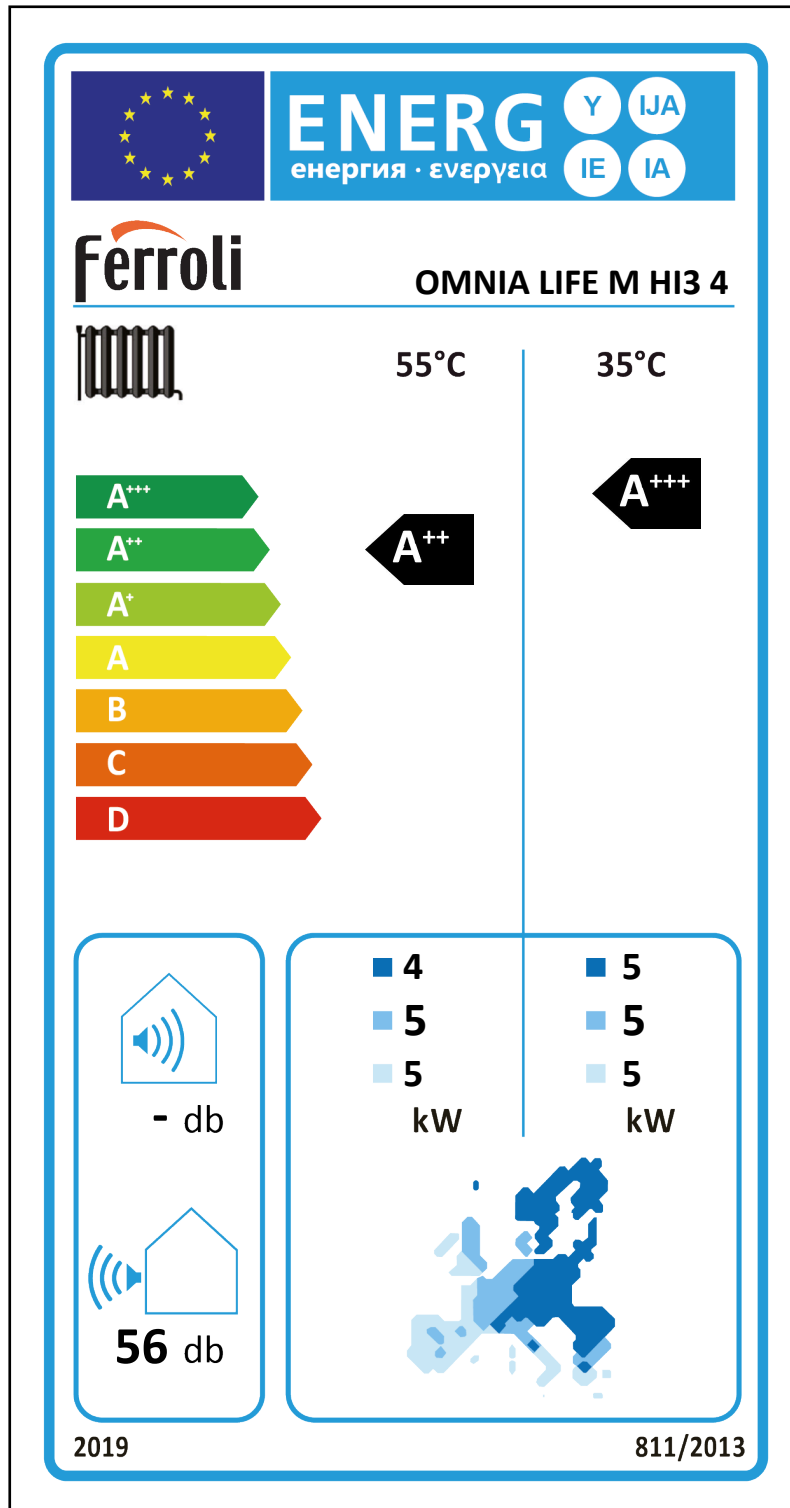 ENERG
енергия · ενεργεια
Y IJA
IE IA
Ferroli
OMNIA LIFE M HI3 4
55°C 35°C
A+++
A++
A+
A
B
C
D
A++
A+++
- db
56 db
4 5
5 5
5 5
kW kW
2019 811/2013